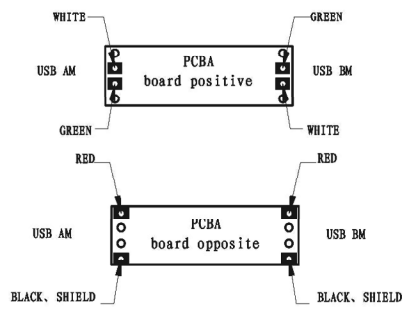 WHITE
GREEN
USB AM
PCBA
board positive
USB BM
GREEN
WHITE
RED
RED
USB AM
PCBA
board opposite
USB BM
BLACK、SHIELD
BLACK、SHIELD